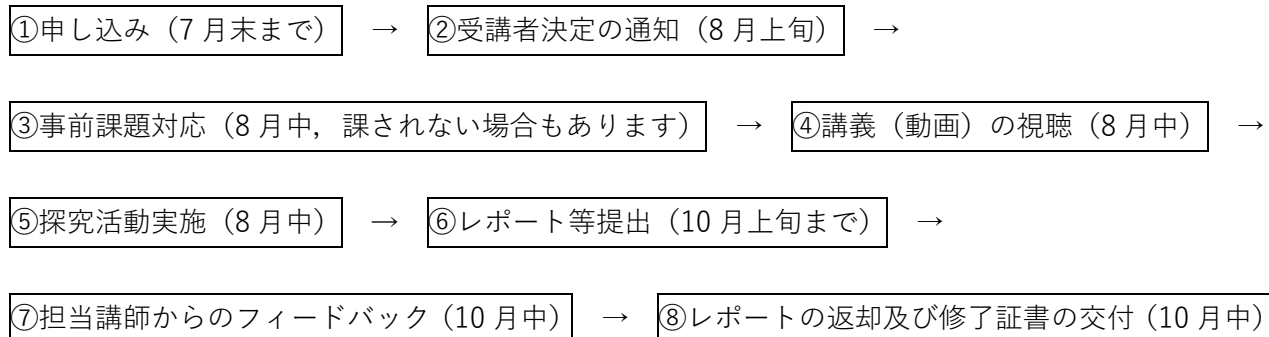 ①申し込み（7 月末まで） → ②受講者決定の通知（8 月上旬） →
③事前課題対応（8 月中，課されない場合もあります） → ④講義（動画）の視聴（8 月中） →
⑤探究活動実施（8 月中） → ⑥レポート等提出（10 月上旬まで） →
⑦担当講師からのフィードバック（10 月中） → ⑧レポートの返却及び修了証書の交付（10 月中）